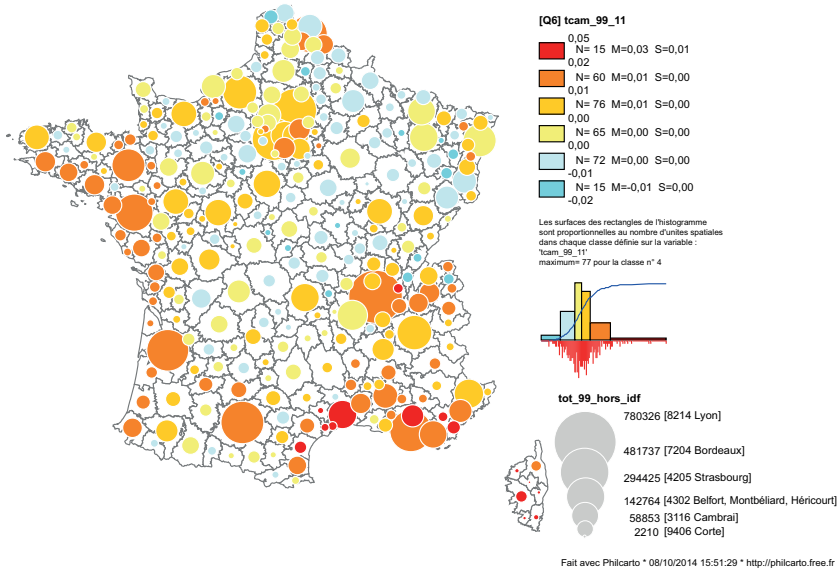 [Q6] tcam_99_11
0,05
N= 15 M=0,03 S=0,01
0,02
N= 60 M=0,01 S=0,00
0,01
N= 76 M=0,01 S=0,00
0,00
N= 65 M=0,00 S=0,00
0,00
N= 72 M=0,00 S=0,00
-0,01
N= 15 M=-0,01 S=0,00
-0,02
Les surfaces des rectangles de l'histogramme
sont proportionnelles au nombre d'unites spatiales
dans chaque classe définie sur la variable :
'tcam_99_11'
maximum= 77 pour la classe n° 4
tot_99_hors_idf
780326 [8214 Lyon]
481737 [7204 Bordeaux]
294425 [4205 Strasbourg]
142764 [4302 Belfort, Montbéliard, Héricourt]
58853 [3116 Cambrai]
2210 [9406 Corte]
Fait avec Philcarto * 08/10/2014 15:51:29 * http://philcarto.free.fr